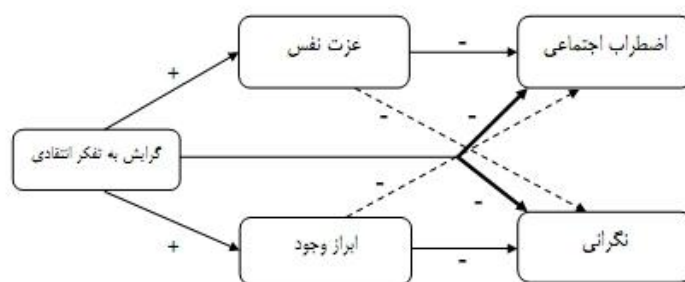 عزت نفس
اضطراب اجتماعی
گرایش به تفکر انتقادی
ابراز وجود
نگرانی
+
+
-
-
-
-
-
-